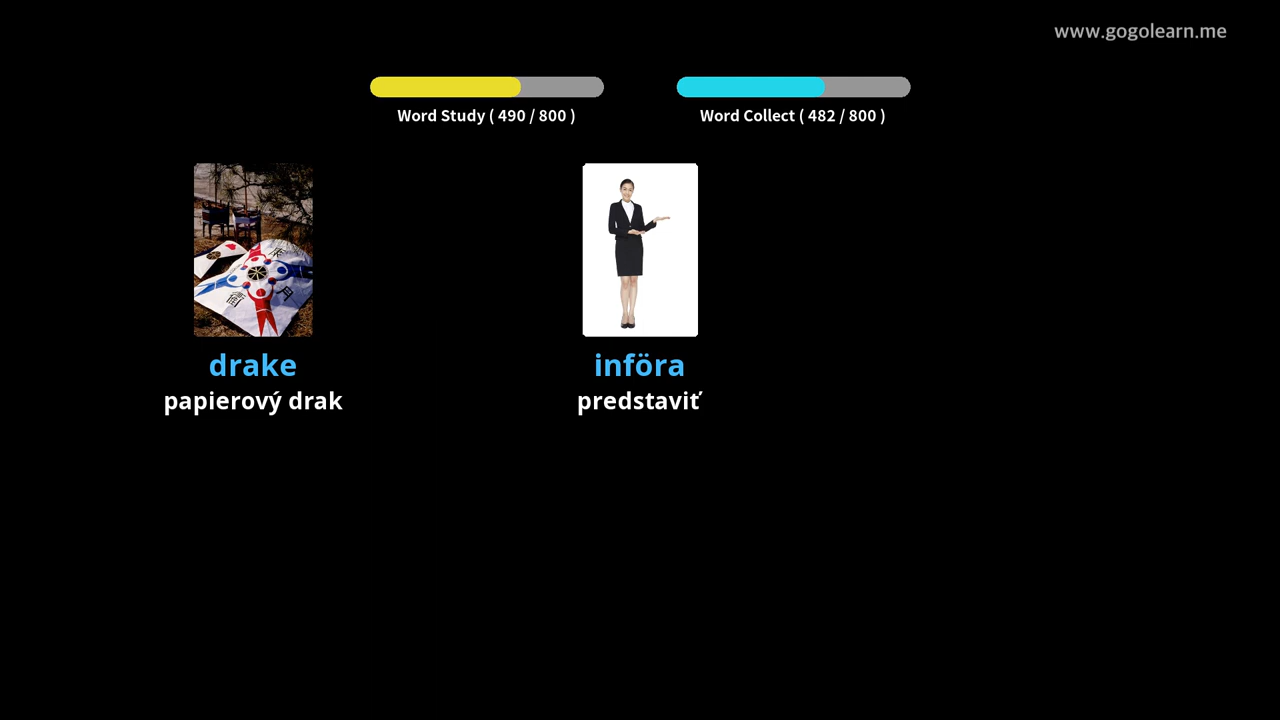 www.gogolearn.me
Word Study ( 490 / 800 )
Word Collect ( 482 / 800 )
drake
papierový drak
införa
predstaviť